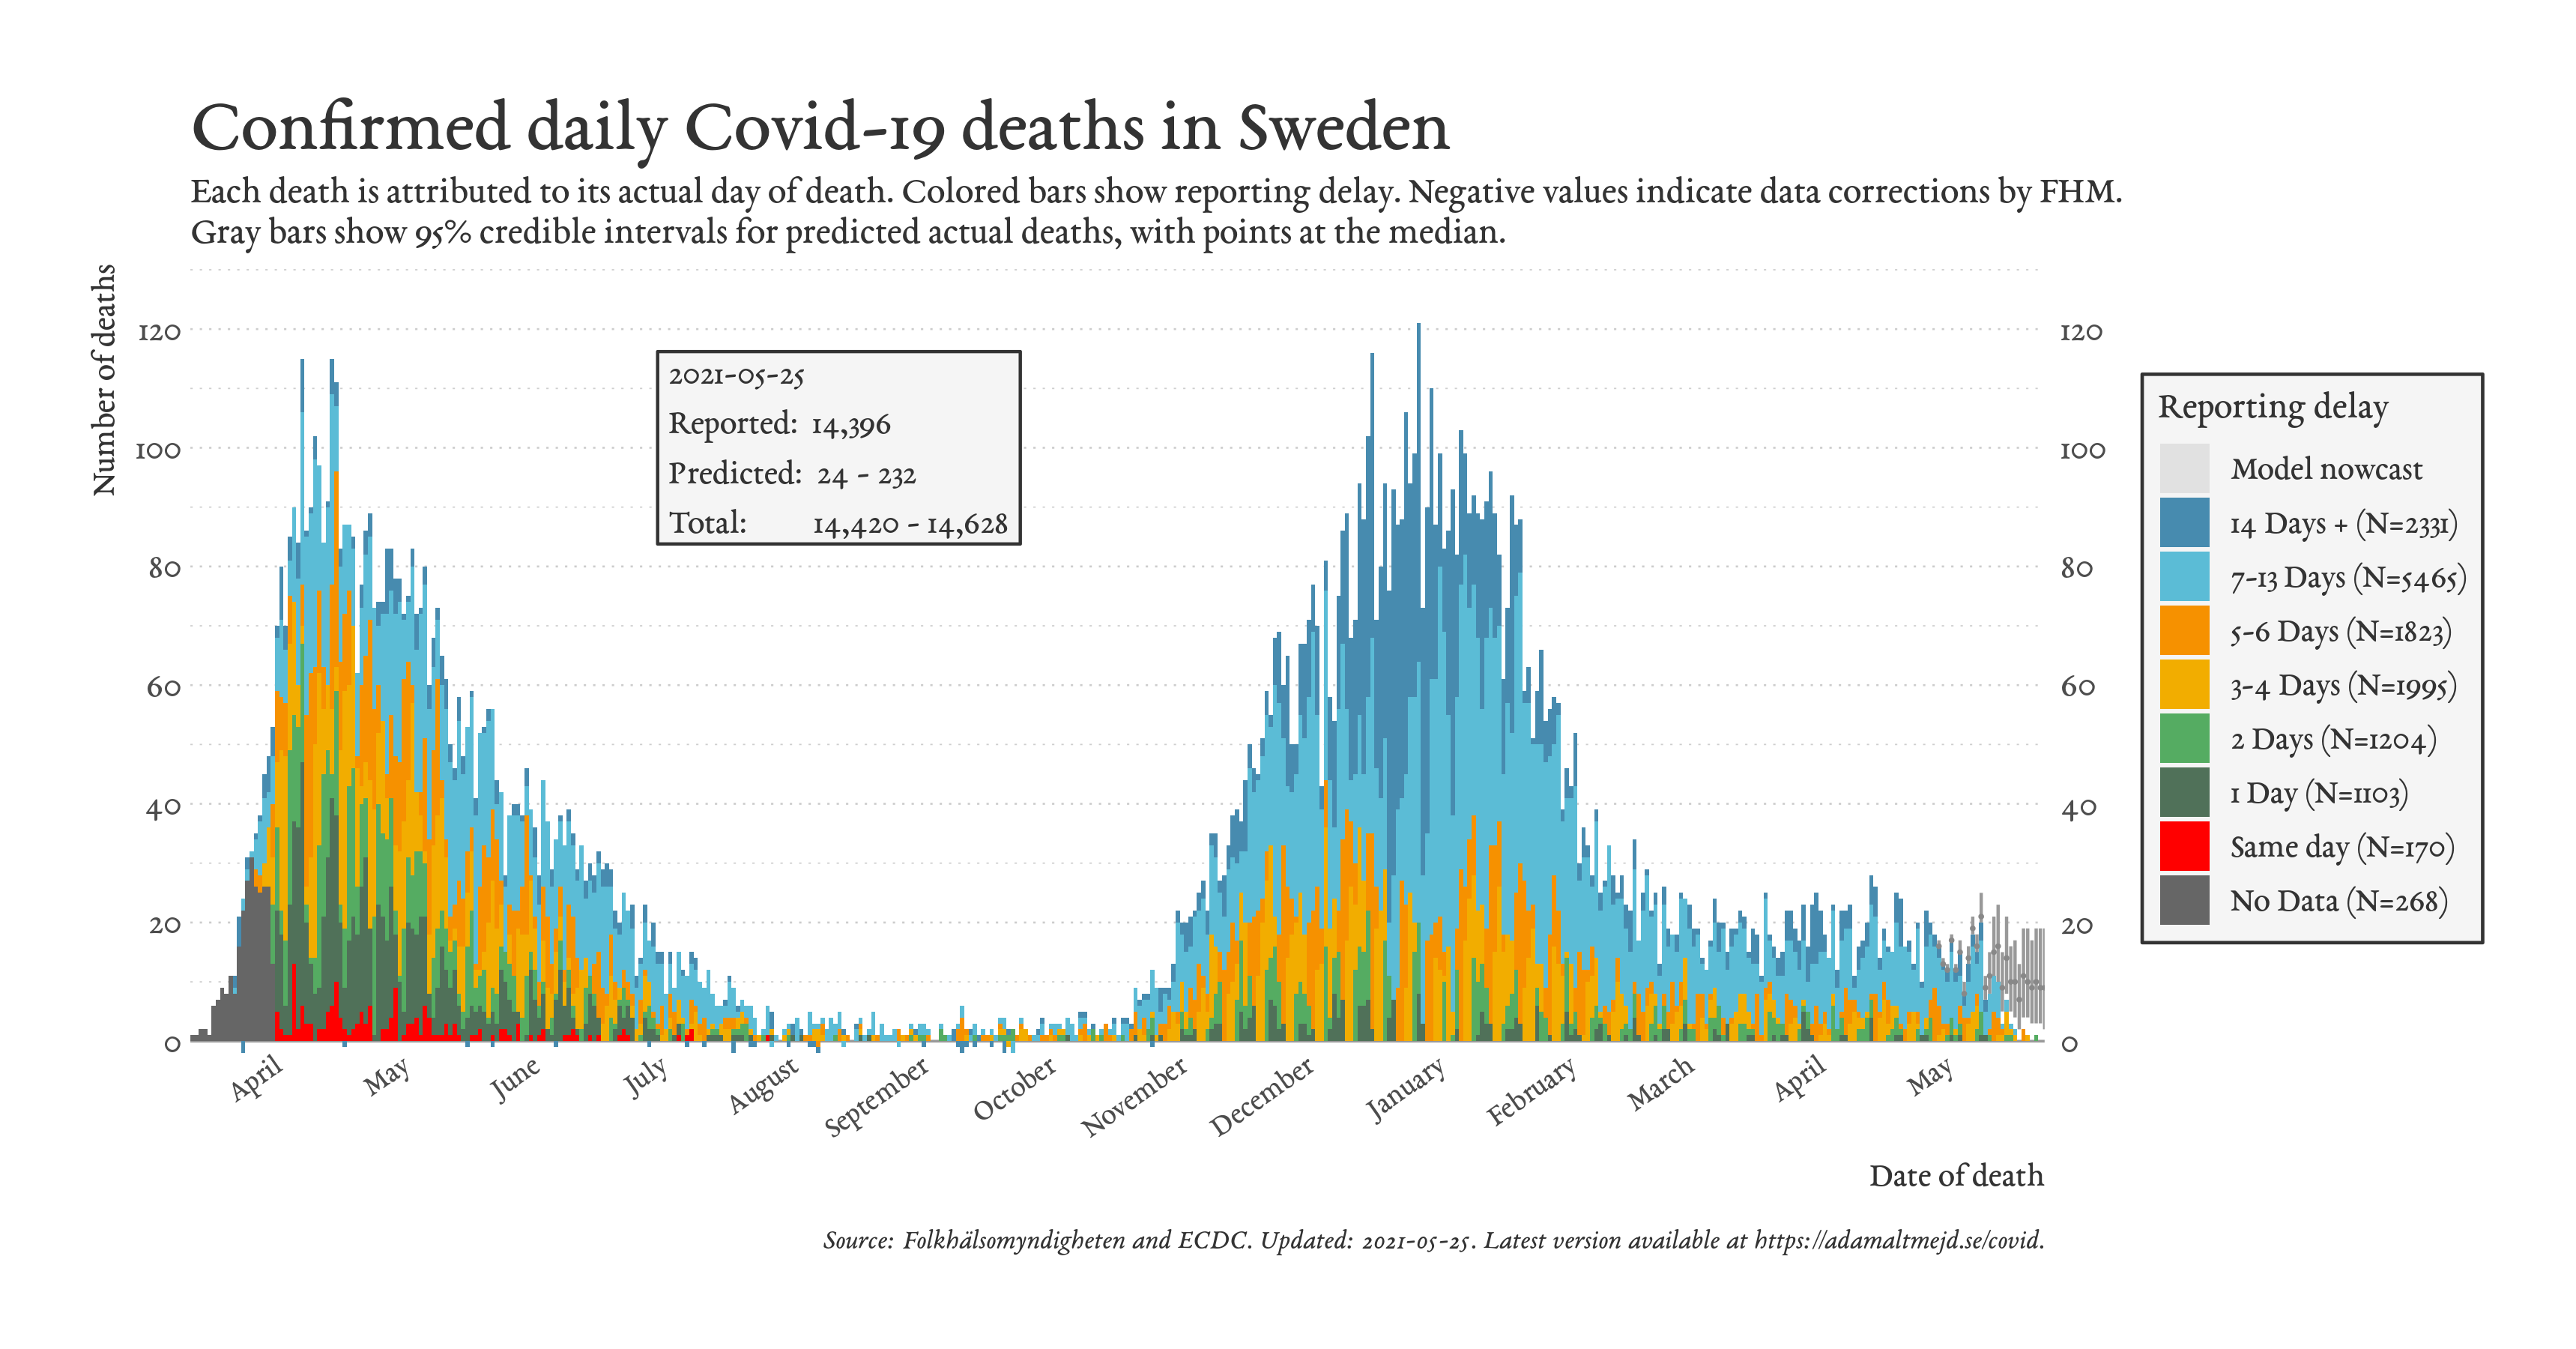 Confirmed daily Covid-19 deaths in Sweden
Each death is attributed to its actual day of death. Colored bars show reporting delay. Negative values indicate data corrections by FHM.
Gray bars show 95% credible intervals for predicted actual deaths, with points at the median.
Number of deaths
120
100
80
60
40
20
0
2021-05-25
Reported: 14,396
Predicted: 24 - 232
Total: 14,420 - 14,628
120
100
80
60
40
20
0
Reporting delay
Model nowcast
14 Days + (N=2331)
7-13 Days (N=5465)
5-6 Days (N=1823)
3-4 Days (N=1995)
2 Days (N=1204)
1 Day (N=1103)
Same day (N=170)
No Data (N=268)
April
May
June
July
August
September
October
November
December
January
February
March
April
May
Date of death
Source: Folkhälsomyndigheten and ECDC. Updated: 2021-05-25. Latest version available at https://adamaltmejd.se/covid.